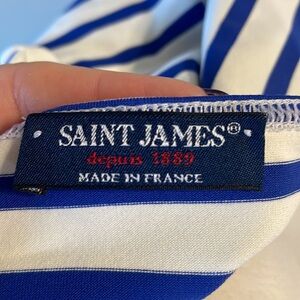 SAINT JAMES®
depuis 1889
MADE IN FRANCE